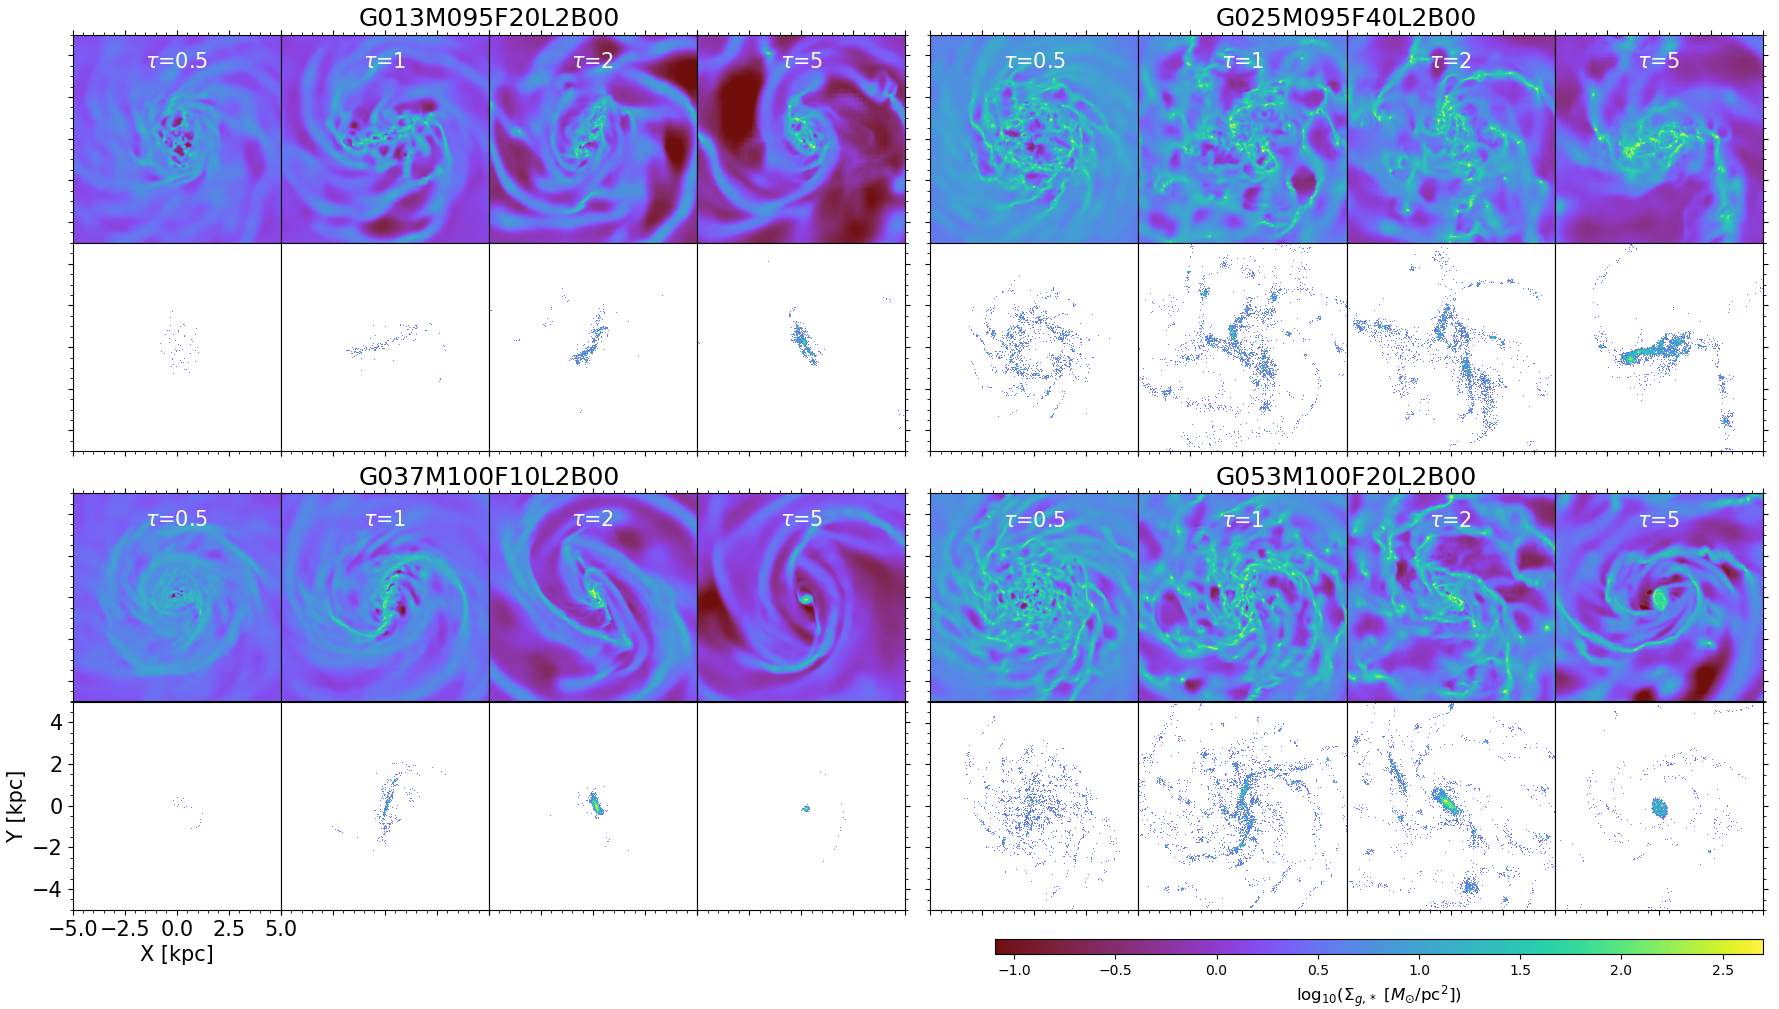 G013M095F20L2B00
G025M095F40L2B00
τ=0.5 τ=1 τ=2 τ=5
τ=0.5 τ=1 τ=2 τ=5
G037M100F10L2B00
G053M100F20L2B00
τ=0.5 τ=1 τ=2 τ=5
τ=0.5 τ=1 τ=2 τ=5
4
2
0
−2
−4
Y [kpc]
−5.0 −2.5 0.0 2.5 5.0
X [kpc]
−1.0 −0.5 0.0 0.5 1.0 1.5 2.0 2.5
log₁₀(Σg,* [M⊙/pc²])